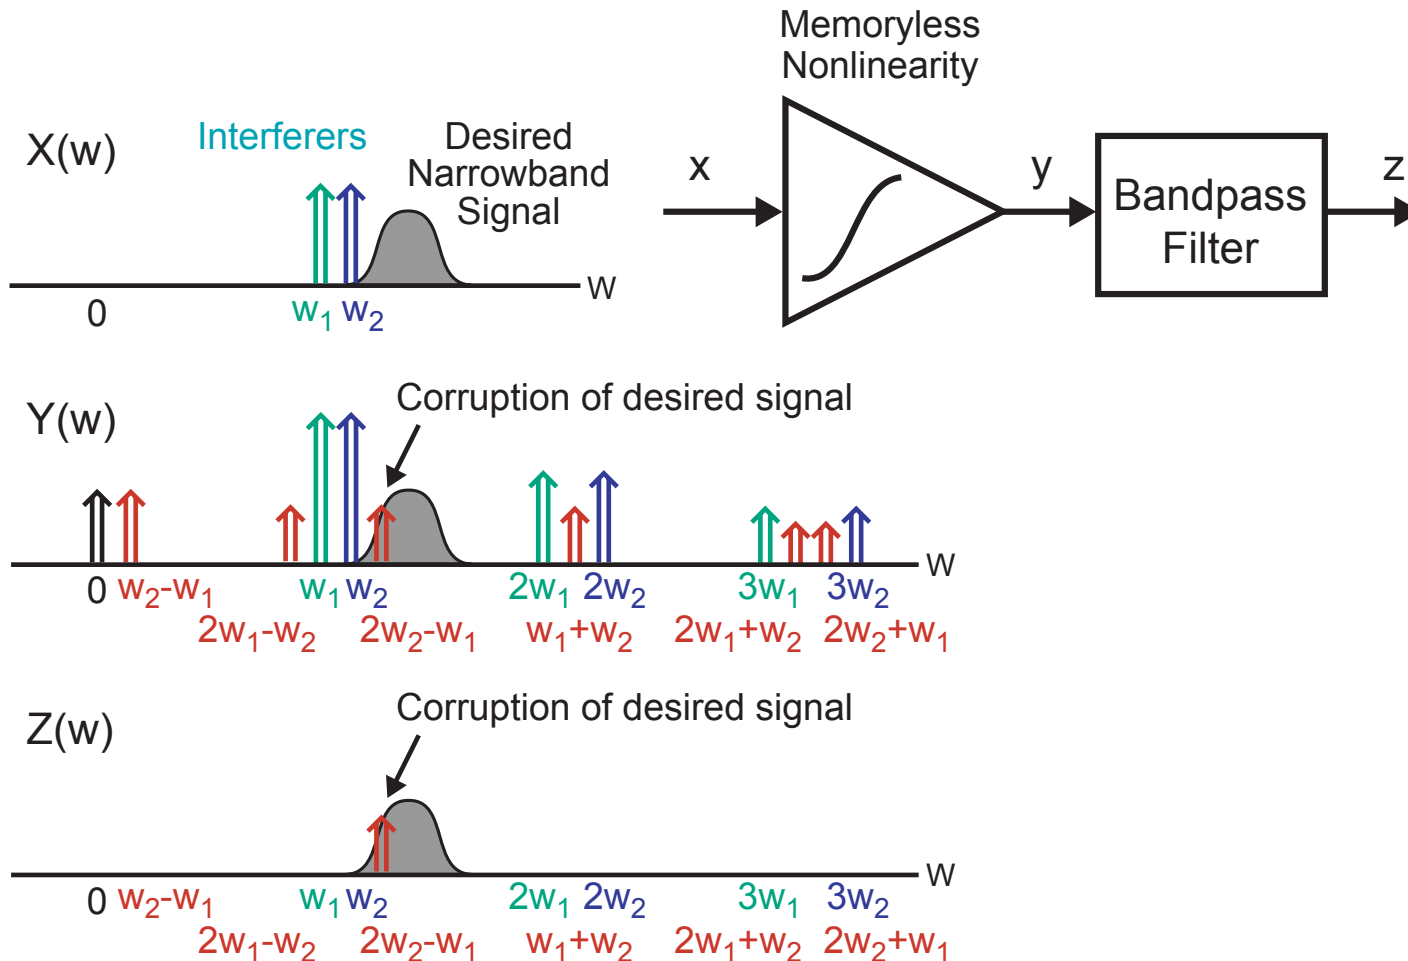 Memoryless
Nonlinearity
X(w)
Interferers
Desired
Narrowband
Signal
x
y
z
Bandpass
Filter
w
0
w₁ w₂
Corruption of desired signal
Y(w)
w
0 w₂-w₁ w₁ w₂ 2w₁ 2w₂ 3w₁ 3w₂
2w₁-w₂ 2w₂-w₁ w₁+w₂ 2w₁+w₂ 2w₂+w₁
Corruption of desired signal
Z(w)
w
0 w₂-w₁ w₁ w₂ 2w₁ 2w₂ 3w₁ 3w₂
2w₁-w₂ 2w₂-w₁ w₁+w₂ 2w₁+w₂ 2w₂+w₁